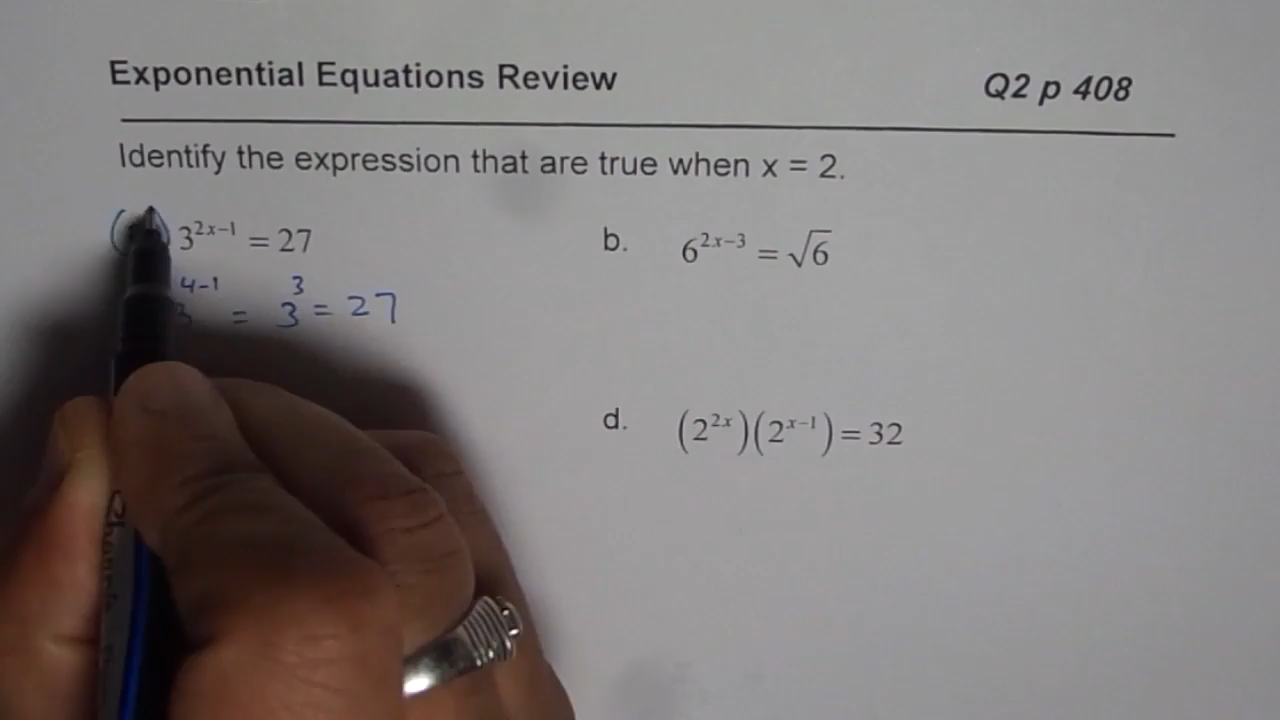 Exponential Equations Review
Q2 p 408
Identify the expression that are true when x = 2.
3^{2x-1} = 27
3^{4-1} = 3^3 = 27
b. 6^{2x-3} = √6
d. (2^{2x})(2^{x-1}) = 32